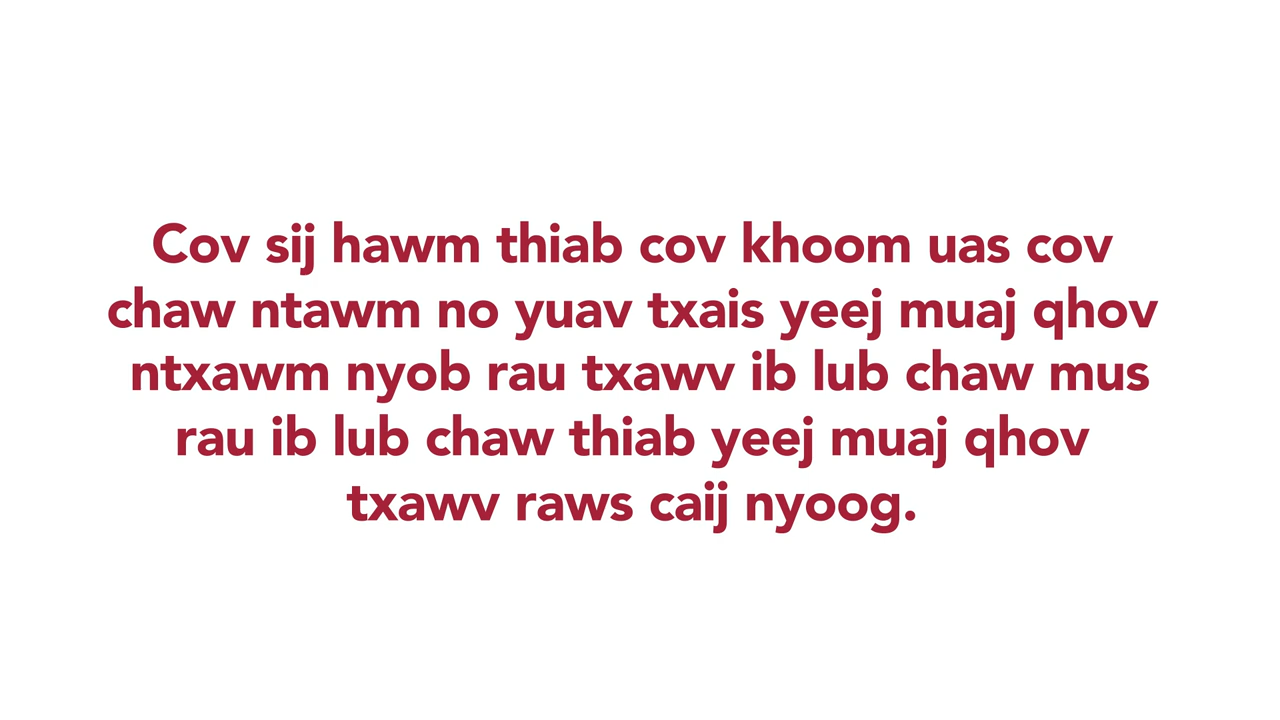 Cov sij hawm thiab cov khoom uas cov
chaw ntawm no yuav txais yeej muaj qhov
ntxawm nyob rau txawv ib lub chaw mus
rau ib lub chaw thiab yeej muaj qhov
txawv raws caij nyoog.